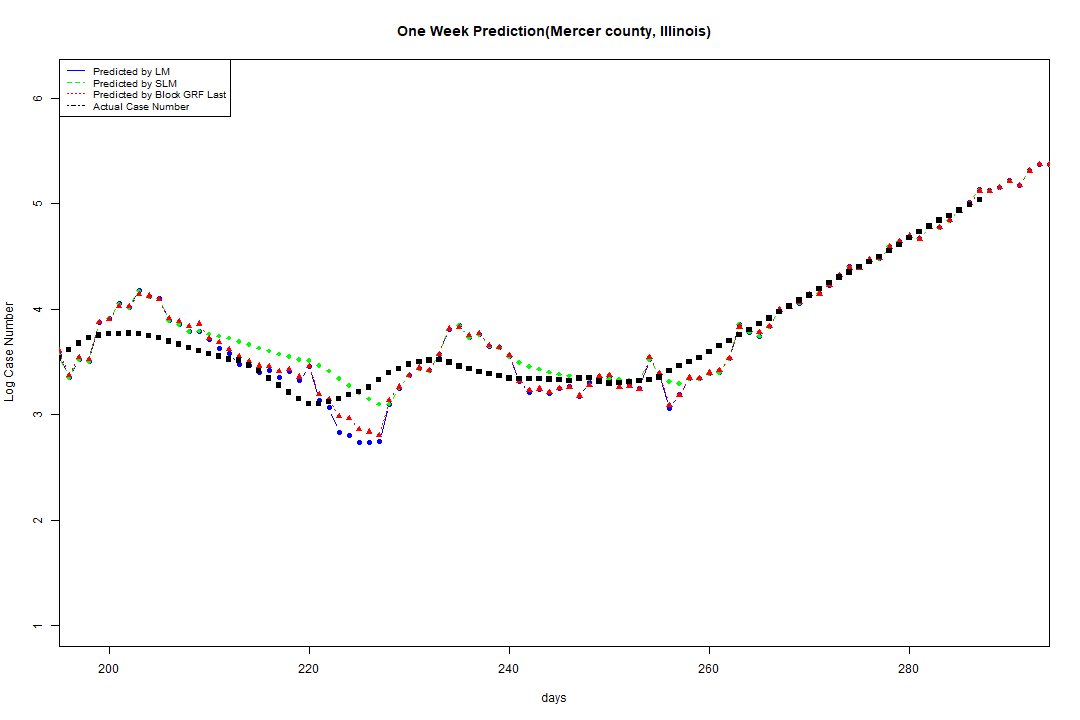 One Week Prediction(Mercer county, Illinois)
Predicted by LM
Predicted by SLM
Predicted by Block GRF Last
Actual Case Number
6
5
4
3
2
1
Log Case Number
200 220 240 260 280
days